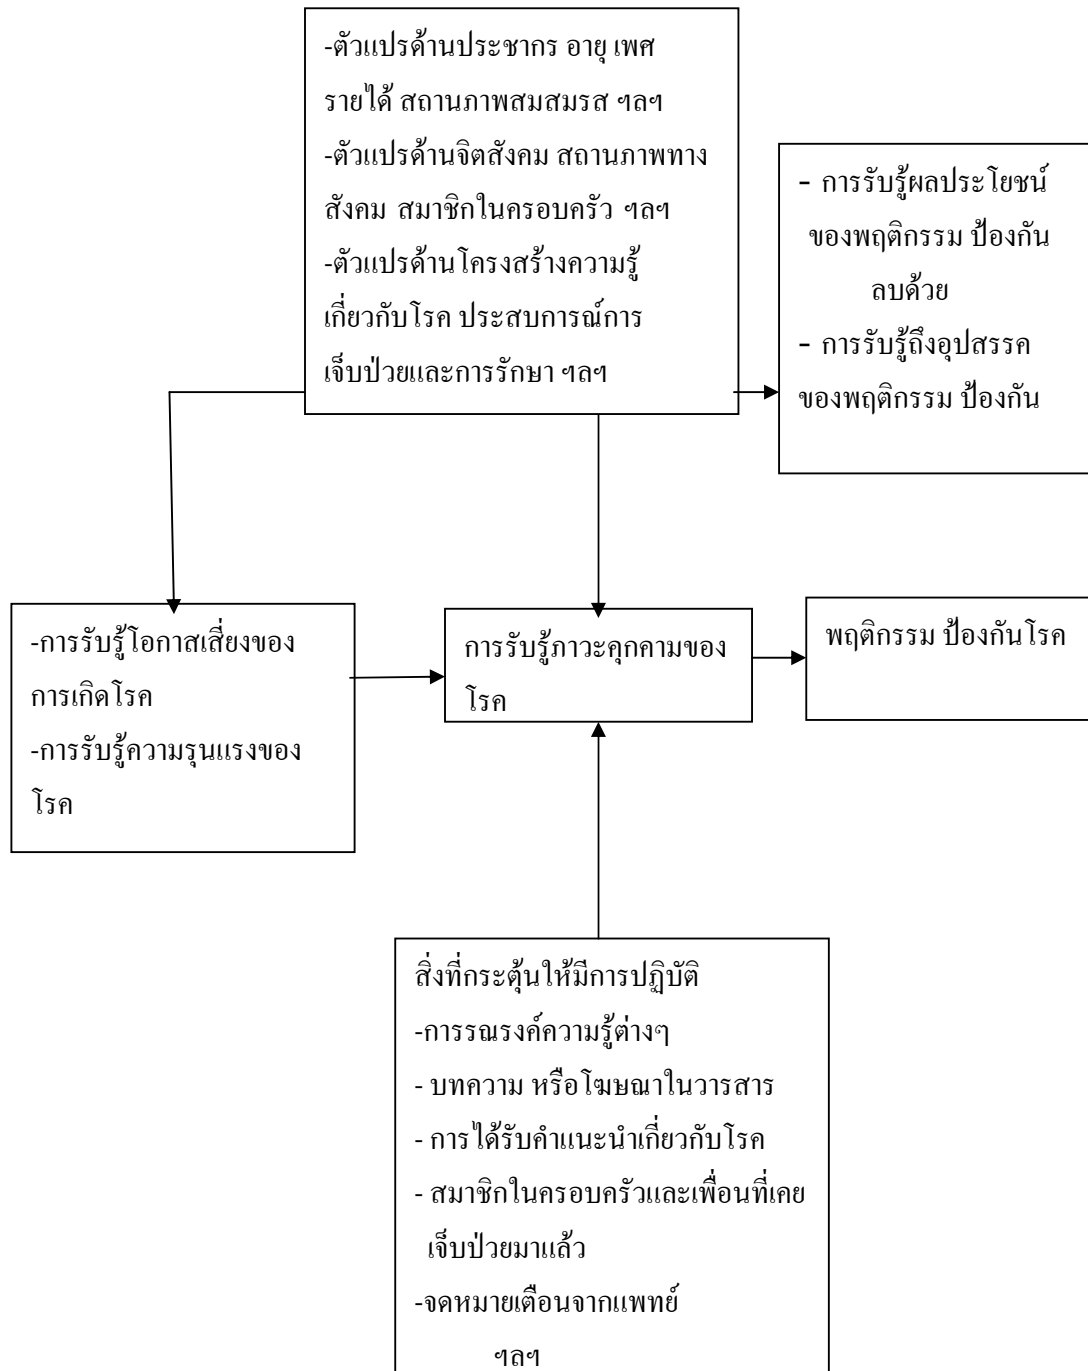 -ตัวแปรด้านประชากร อายุ เพศ
รายได้ สถานภาพสมสมรส ฯลฯ
-ตัวแปรด้านจิตสังคม สถานภาพทาง
สังคม สมาชิกในครอบครัว ฯลฯ
-ตัวแปรด้านโครงสร้างความรู้
เกี่ยวกับโรค ประสบการณ์การ
เจ็บป่วยและการรักษา ฯลฯ
- การรับรู้ผลประโยชน์
ของพฤติกรรม ป้องกัน
ลบด้วย
- การรับรู้ถึงอุปสรรค
ของพฤติกรรม ป้องกัน
-การรับรู้โอกาสเสี่ยงของ
การเกิดโรค
-การรับรู้ความรุนแรงของ
โรค
การรับรู้ภาวะคุกคามของ
โรค
พฤติกรรม ป้องกันโรค
สิ่งที่กระตุ้นให้มีการปฏิบัติ
-การรณรงค์ความรู้ต่างๆ
- บทความ หรือโฆษณาในวารสาร
- การได้รับคำแนะนำเกี่ยวกับโรค
- สมาชิกในครอบครัวและเพื่อนที่เคย
เจ็บป่วยมาแล้ว
-จดหมายเตือนจากแพทย์
ฯลฯ